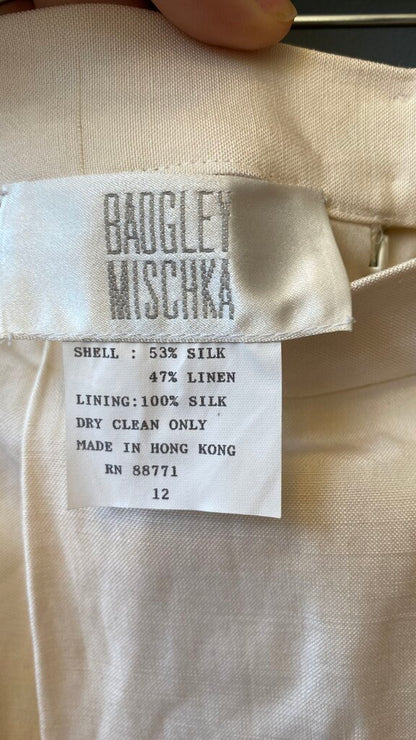 BADGLEY
MISCHKA
SHELL : 53% SILK
47% LINEN
LINING:100% SILK
DRY CLEAN ONLY
MADE IN HONG KONG
RN 88771
12